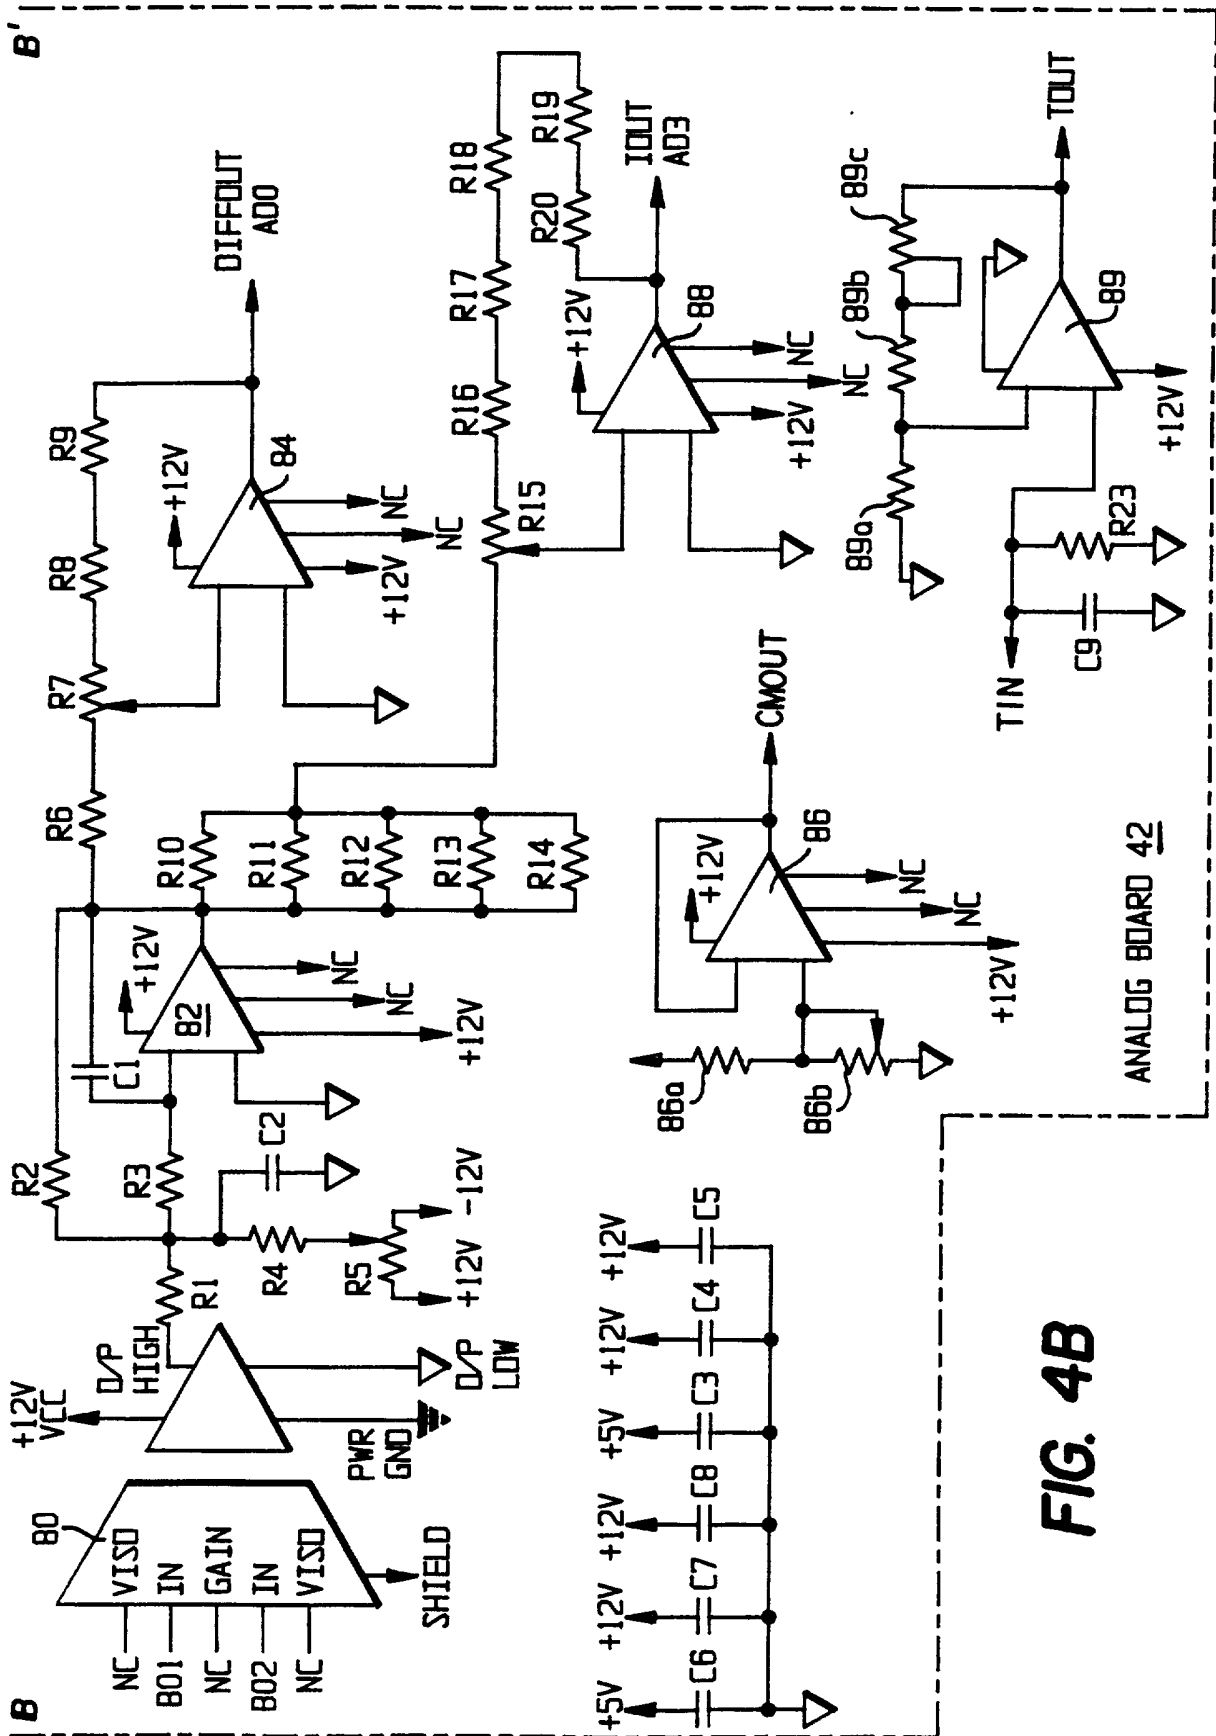 B
B'
80
VISO
IN
GAIN
IN
VISO
NC
B01
NC
B02
NC
SHIELD
+12V
VCC
O/P
HIGH
PWR
GND
O/P
LOW
R1
R2
R3
R4
R5
+12V
-12V
C2
C1
+12V
82
NC
NC
+12V
R6
R7
R8
R9
+12V
84
NC
NC
+12V
DIFFOUT
AD0
R10
R11
R12
R13
R14
R15
R16
R17
R18
R19
R20
+12V
88
NC
NC
+12V
IOUT
AD3
86a
86b
+12V
86
NC
NC
+12V
CMOUT
89a
89b
89c
89
+12V
TOUT
TIN
C9
R23
+5V
C6
+12V
C7
+12V
C8
+5V
C3
+12V
C4
+12V
C5
ANALOG BOARD 42
FIG. 4B